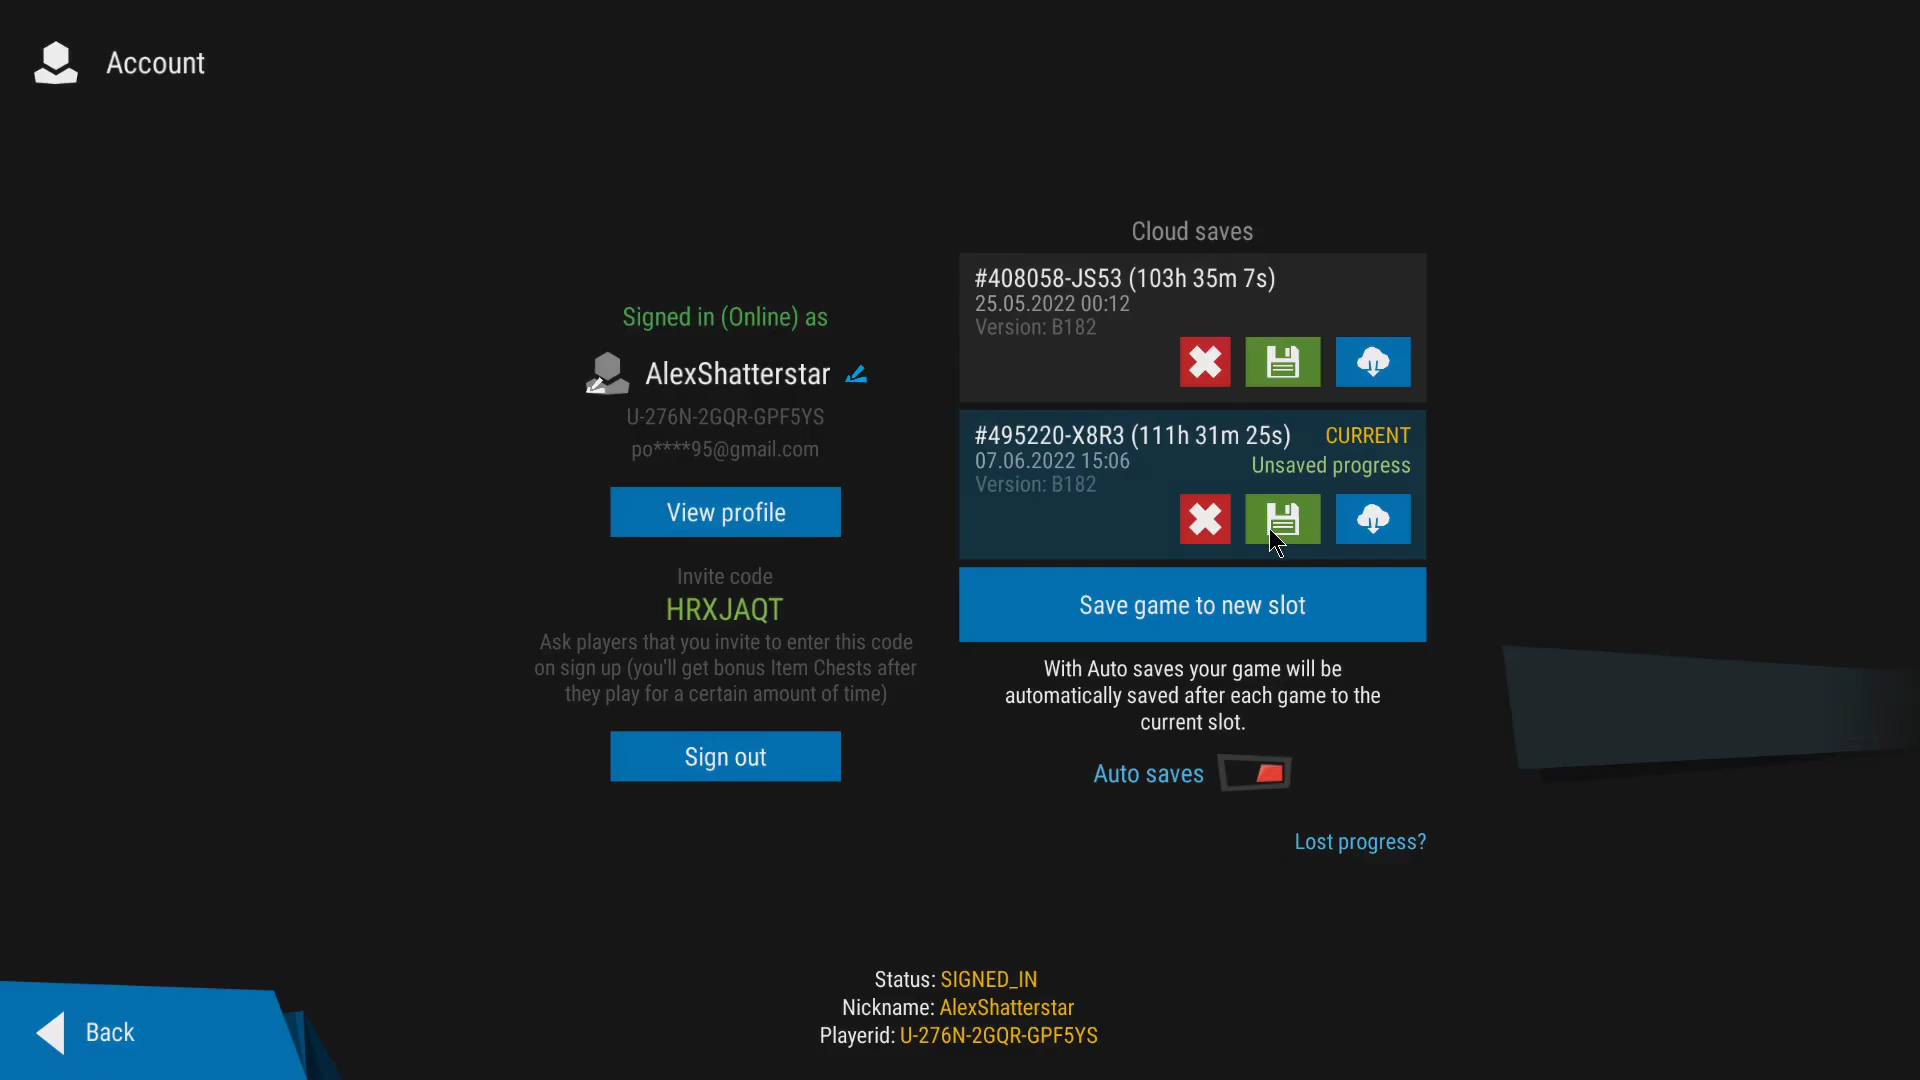 Account
Signed in (Online) as
AlexShatterstar
U-276N-2GQR-GPF5YS
po****95@gmail.com
View profile
Invite code
HRXJAQT
Ask players that you invite to enter this code
on sign up (you'll get bonus Item Chests after
they play for a certain amount of time)
Sign out
Cloud saves
#408058-JS53 (103h 35m 7s)
25.05.2022 00:12
Version: B182
#495220-X8R3 (111h 31m 25s) CURRENT
07.06.2022 15:06
Unsaved progress
Version: B182
Save game to new slot
With Auto saves your game will be
automatically saved after each game to the
current slot.
Auto saves
Lost progress?
Status: SIGNED_IN
Nickname: AlexShatterstar
Playerid: U-276N-2GQR-GPF5YS
Back